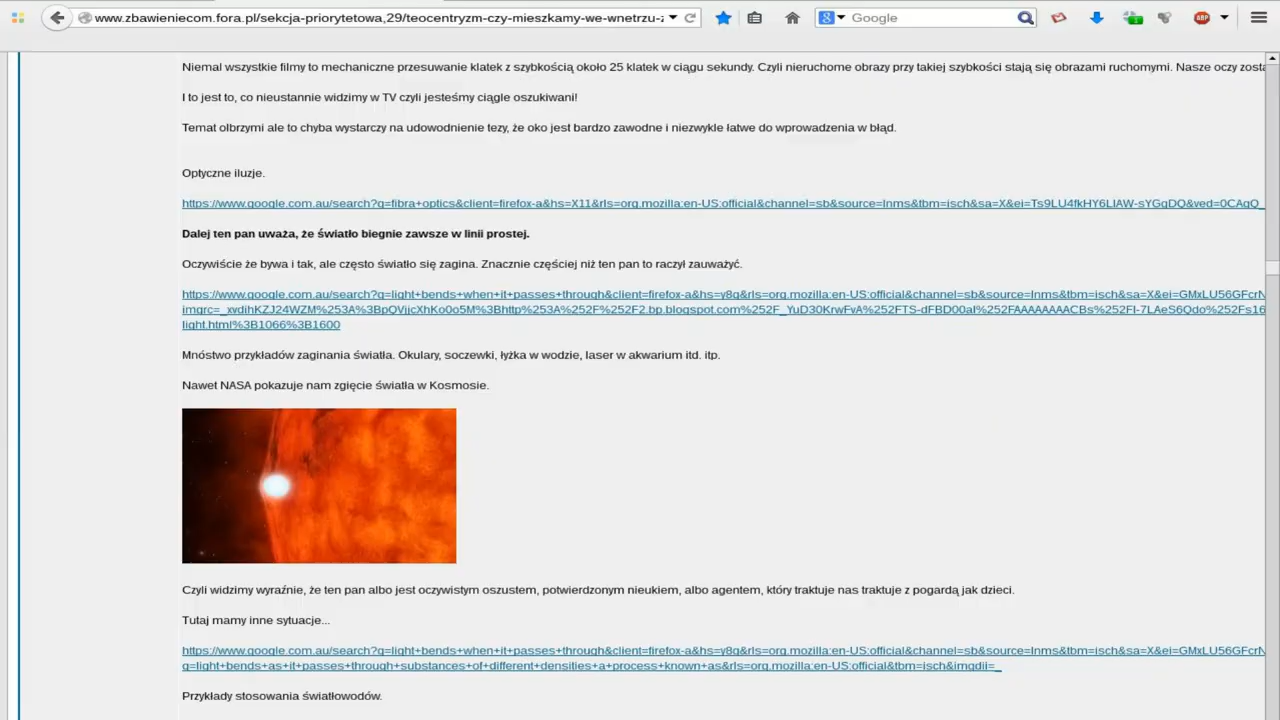 www.zbawieniecom.fora.pl/sekcja-priorytetowa,29/teocentryzm-czy-mieszkamy-we-wnetrzu-z
Google
Niemal wszystkie filmy to mechaniczne przesuwanie klatek z szybkością około 25 klatek w ciągu sekundy. Czyli nieruchome obrazy przy takiej szybkości stają się obrazami ruchomymi. Nasze oczy zosta
I to jest to, co nieustannie widzimy w TV czyli jesteśmy ciągle oszukiwani!
Temat olbrzymi ale to chyba wystarczy na udowodnienie tezy, że oko jest bardzo zawodne i niezwykle łatwe do wprowadzenia w błąd.
Optyczne iluzje.
https://www.google.com.au/search?q=fibra+optics&client=firefox-a&hs=X11&rls=org.mozilla:en-US:official&channel=sb&source=lnms&tbm=isch&sa=X&ei=Ts9LU4fkHY6LIAW-sYGgDQ&ved=0CAgQ_
Dalej ten pan uważa, że światło biegnie zawsze w linii prostej.
Oczywiście że bywa i tak, ale często światło się zagina. Znacznie częściej niż ten pan to raczył zauważyć.
https://www.google.com.au/search?q=light+bends+when+it+passes+through&client=firefox-a&hs=y8g&rls=org.mozilla:en-US:official&channel=sb&source=lnms&tbm=isch&sa=X&ei=GMxLU56GFcrN
imgrc=_xvdihKZJ24WZM%253A%3BpQVijcXhKo0o5M%3Bhttp%253A%252F%252F2.bp.blogspot.com%252F_YuD30KrwFvA%252FTS-dFBD00aI%252FAAAAAAAACBs%252FI-7LAeS6Qdo%252Fs16
light.html%3B1066%3B1600
Mnóstwo przykładów zaginania światła. Okulary, soczewki, łyżka w wodzie, laser w akwarium itd. itp.
Nawet NASA pokazuje nam zgięcie światła w Kosmosie.
Czyli widzimy wyraźnie, że ten pan albo jest oczywistym oszustem, potwierdzonym nieukiem, albo agentem, który traktuje nas traktuje z pogardą jak dzieci.
Tutaj mamy inne sytuacje...
https://www.google.com.au/search?q=light+bends+when+it+passes+through&client=firefox-a&hs=y8g&rls=org.mozilla:en-US:official&channel=sb&source=lnms&tbm=isch&sa=X&ei=GMxLU56GFcrN
q=light+bends+as+it+passes+through+substances+of+different+densities+a+process+known+as&rls=org.mozilla:en-US:official&tbm=isch&imgdii=_
Przykłady stosowania światłowodów.